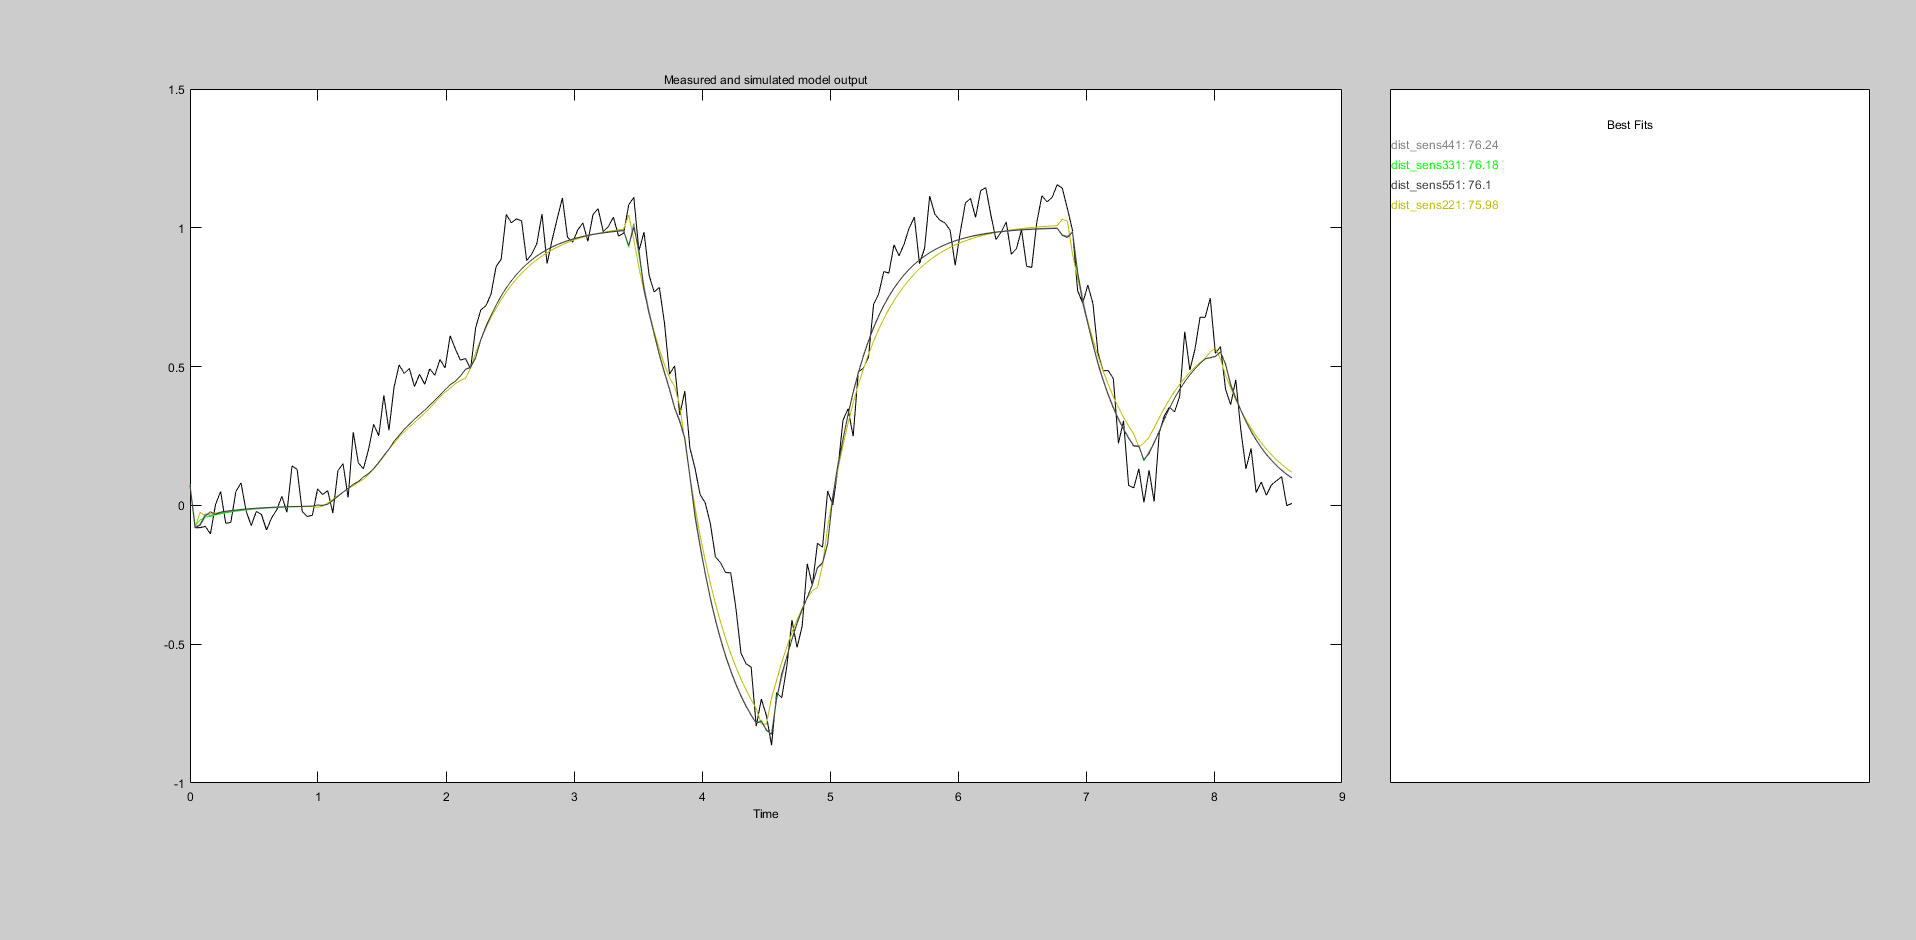 Measured and simulated model output
1.5
1
0.5
0
-0.5
-1
0 1 2 3 4 5 6 7 8 9
Time
Best Fits
dist_sens441: 76.24
dist_sens331: 76.18
dist_sens551: 76.1
dist_sens221: 75.98